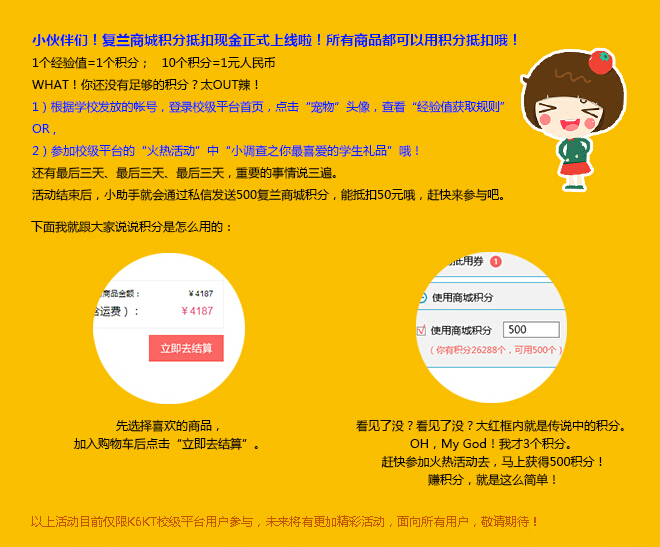 小伙伴们！复兰商城积分抵扣现金正式上线啦！所有商品都可以用积分抵扣哦！
1个经验值=1个积分； 10个积分=1元人民币
WHAT！你还没有足够的积分？太OUT辣！
1）根据学校发放的帐号，登录校级平台首页，点击“宠物”头像，查看“经验值获取规则”
OR，
2）参加校级平台的“火热活动”中“小调查之你最喜爱的学生礼品”哦！
还有最后三天、最后三天、最后三天，重要的事情说三遍。
活动结束后，小助手就会通过私信发送500复兰商城积分，能抵扣50元哦，赶快来参与吧。
下面我就跟大家说说积分是怎么用的：
商品金额： ￥4187
含运费）： ￥4187
立即去结算
抵用券 1
使用商城积分
使用商城积分 500
（你有积分26288个，可用500个）
先选择喜欢的商品，
加入购物车后点击“立即去结算”。
看见了没？看见了没？大红框内就是传说中的积分。
OH，My God！我才3个积分。
赶快参加火热活动去，马上获得500积分！
赚积分，就是这么简单！
以上活动目前仅限K6KT校级平台用户参与，未来将有更加精彩活动，面向所有用户，敬请期待！